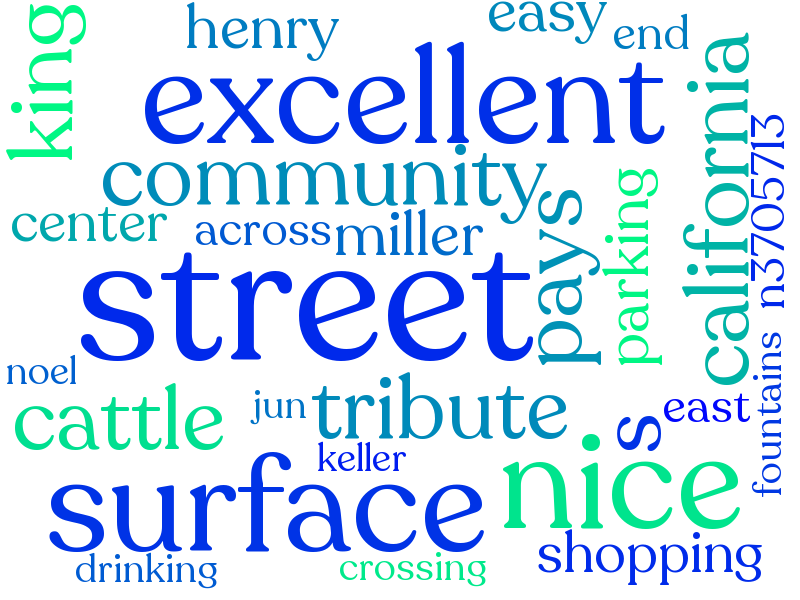 king
henry
easy
end
excellent
california
community
center
across
miller
pays
parking
n3705713
street
noel
jun
tribute
cattle
s
east
fountains
keller
surface
nice
shopping
drinking
crossing